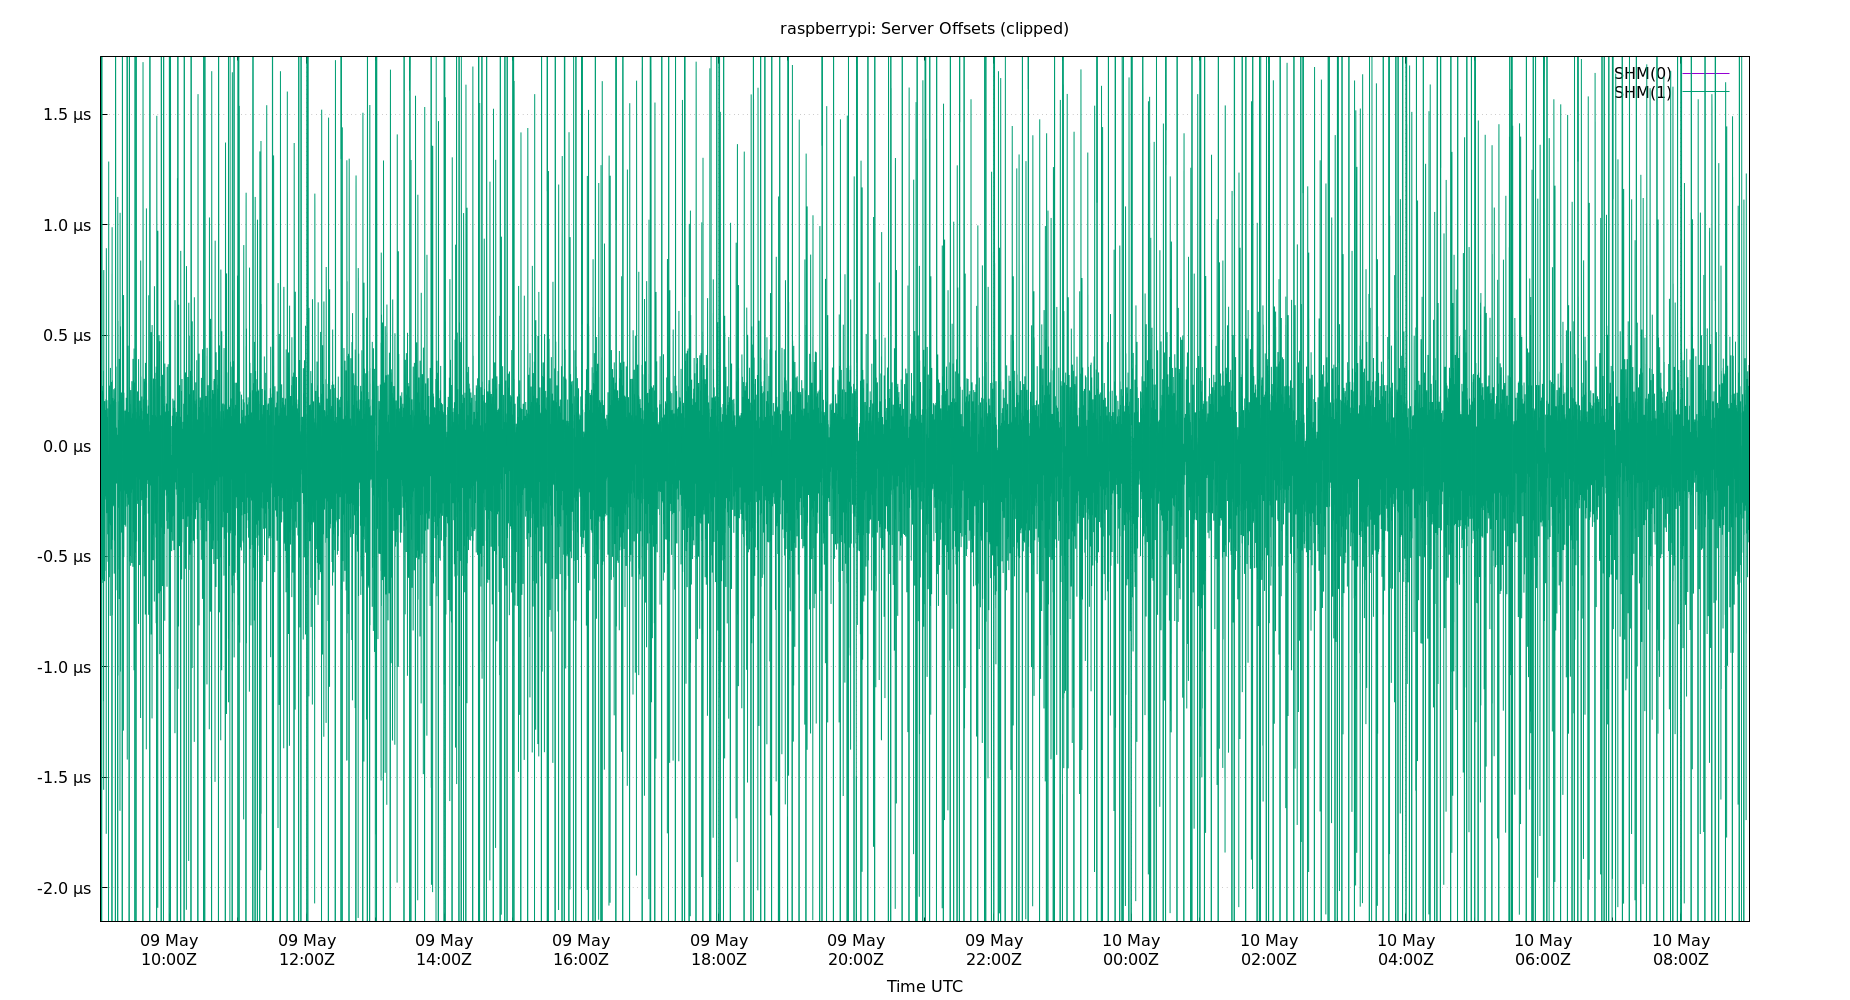 raspberrypi: Server Offsets (clipped)
SHM(0)
SHM(1)
1.5 µs
1.0 µs
0.5 µs
0.0 µs
-0.5 µs
-1.0 µs
-1.5 µs
-2.0 µs
09 May 09 May 09 May 09 May 09 May 09 May 09 May 10 May 10 May 10 May 10 May 10 May
10:00Z 12:00Z 14:00Z 16:00Z 18:00Z 20:00Z 22:00Z 00:00Z 02:00Z 04:00Z 06:00Z 08:00Z
Time UTC